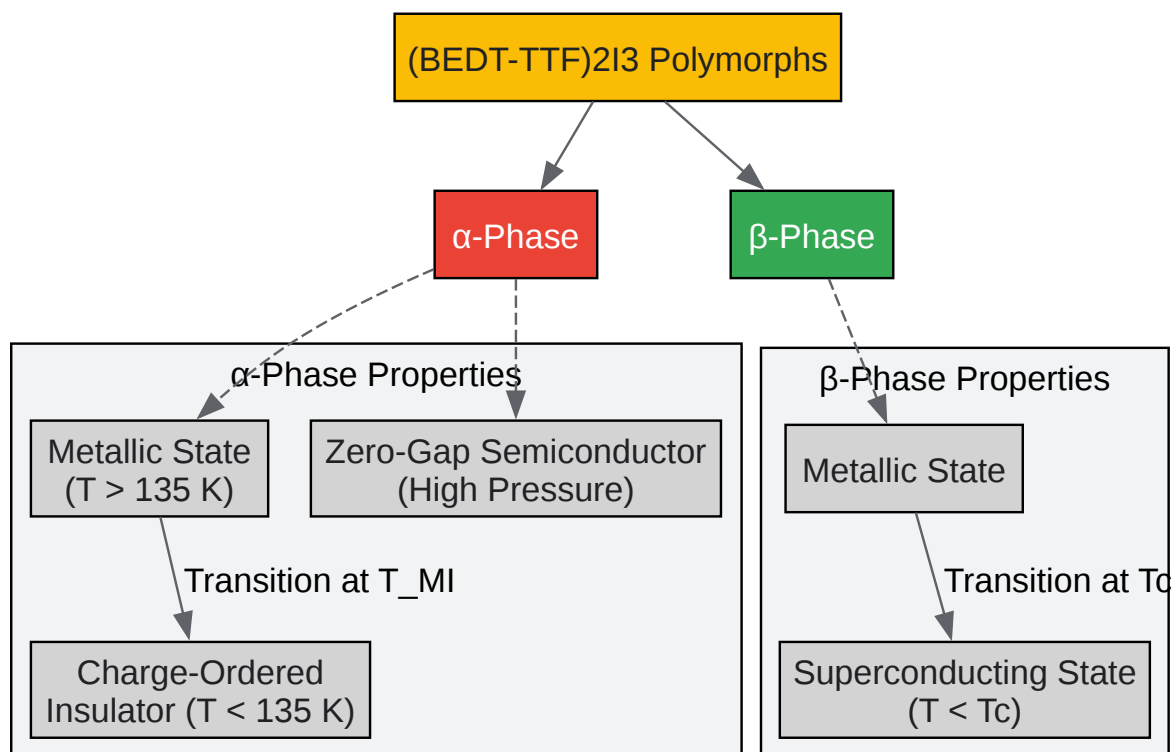 (BEDT-TTF)2I3 Polymorphs
α-Phase
β-Phase
α-Phase Properties
Metallic State
(T > 135 K)
Zero-Gap Semiconductor
(High Pressure)
Transition at T_MI
Charge-Ordered
Insulator (T < 135 K)
β-Phase Properties
Metallic State
Transition at Tc
Superconducting State
(T < Tc)